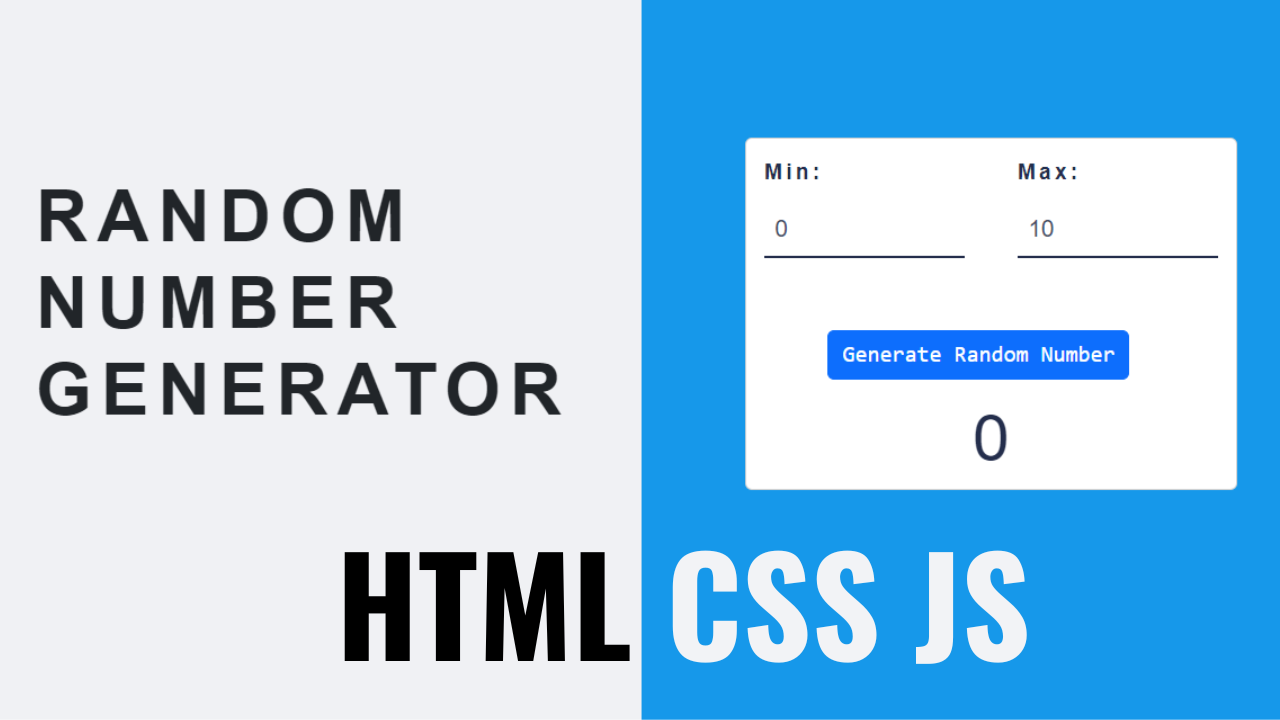 RANDOM
NUMBER
GENERATOR
Min: Max:
0 10
Generate Random Number
0
HTML CSS JS